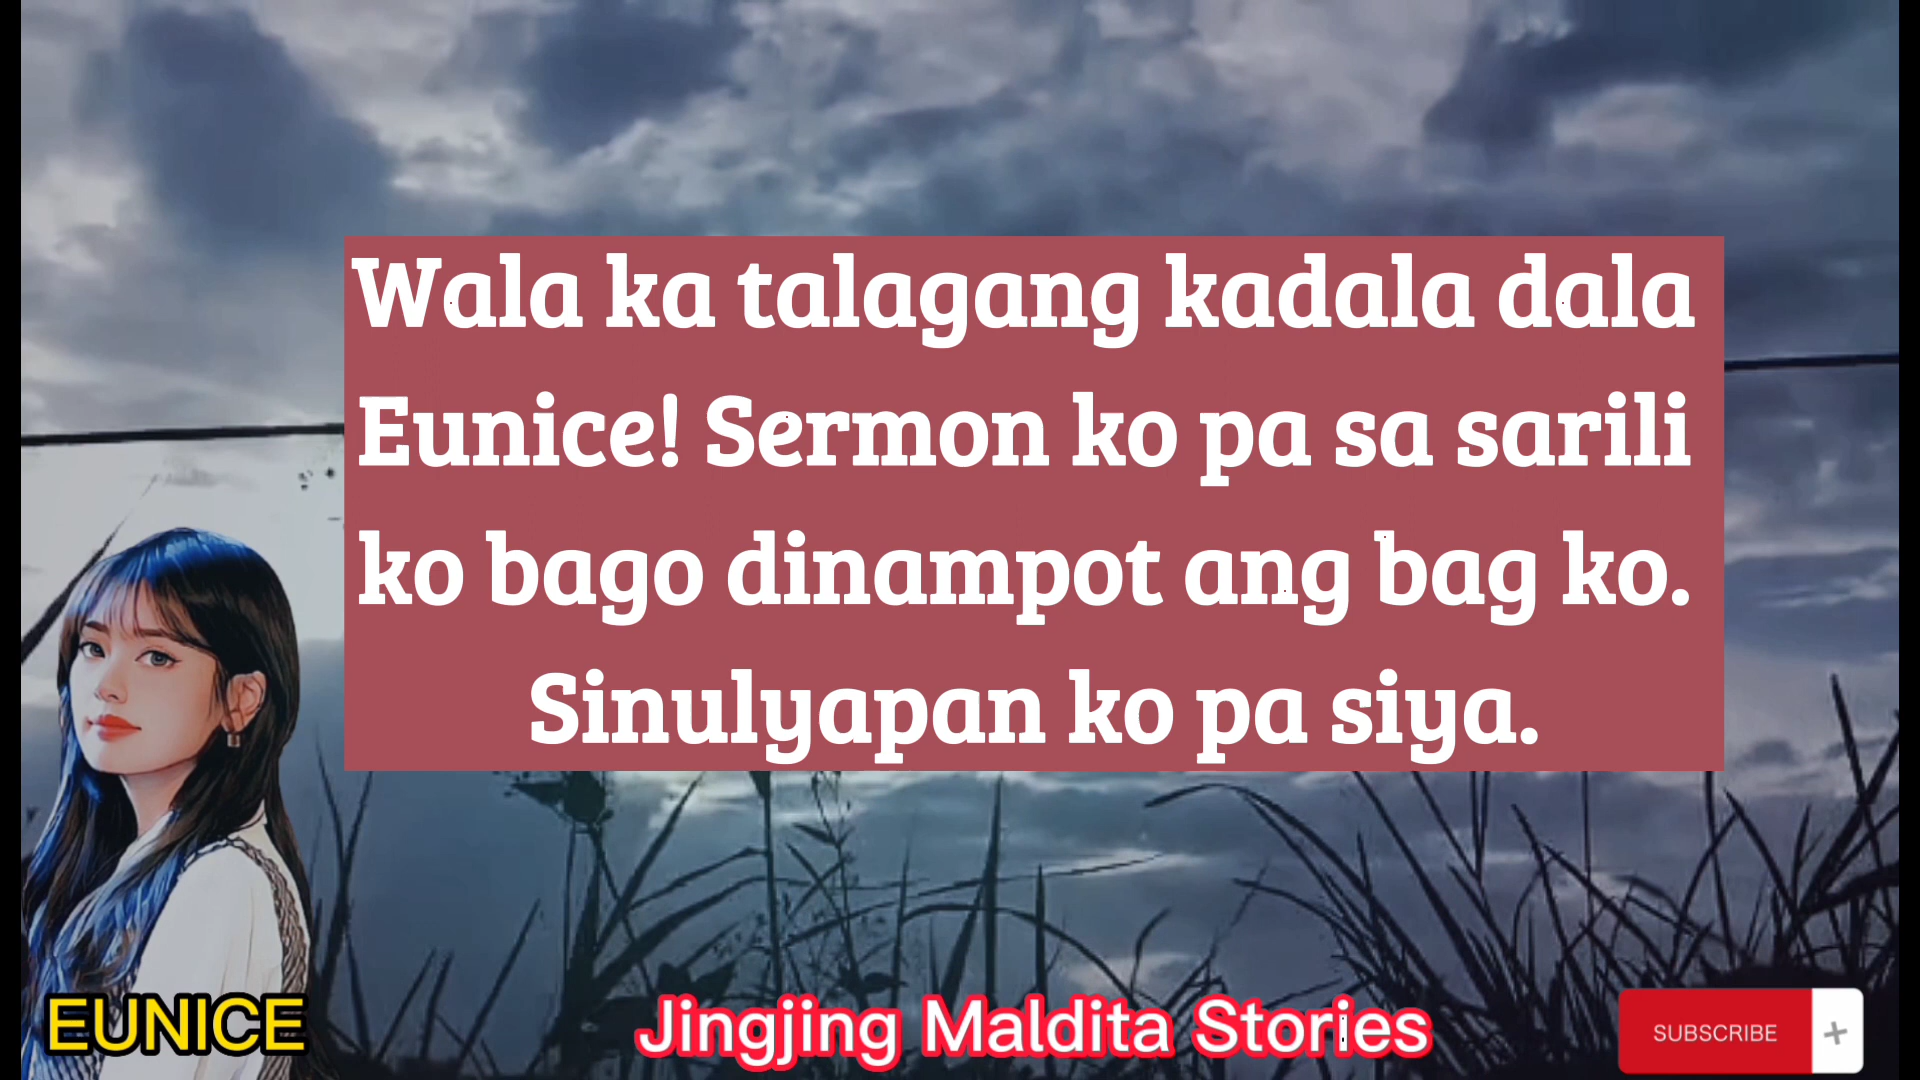 Wala ka talagang kadala dala
Eunice! Sermon ko pa sa sarili
ko bago dinampot ang bag ko.
Sinulyapan ko pa siya.
EUNICE
Jingjing Maldita Stories
SUBSCRIBE